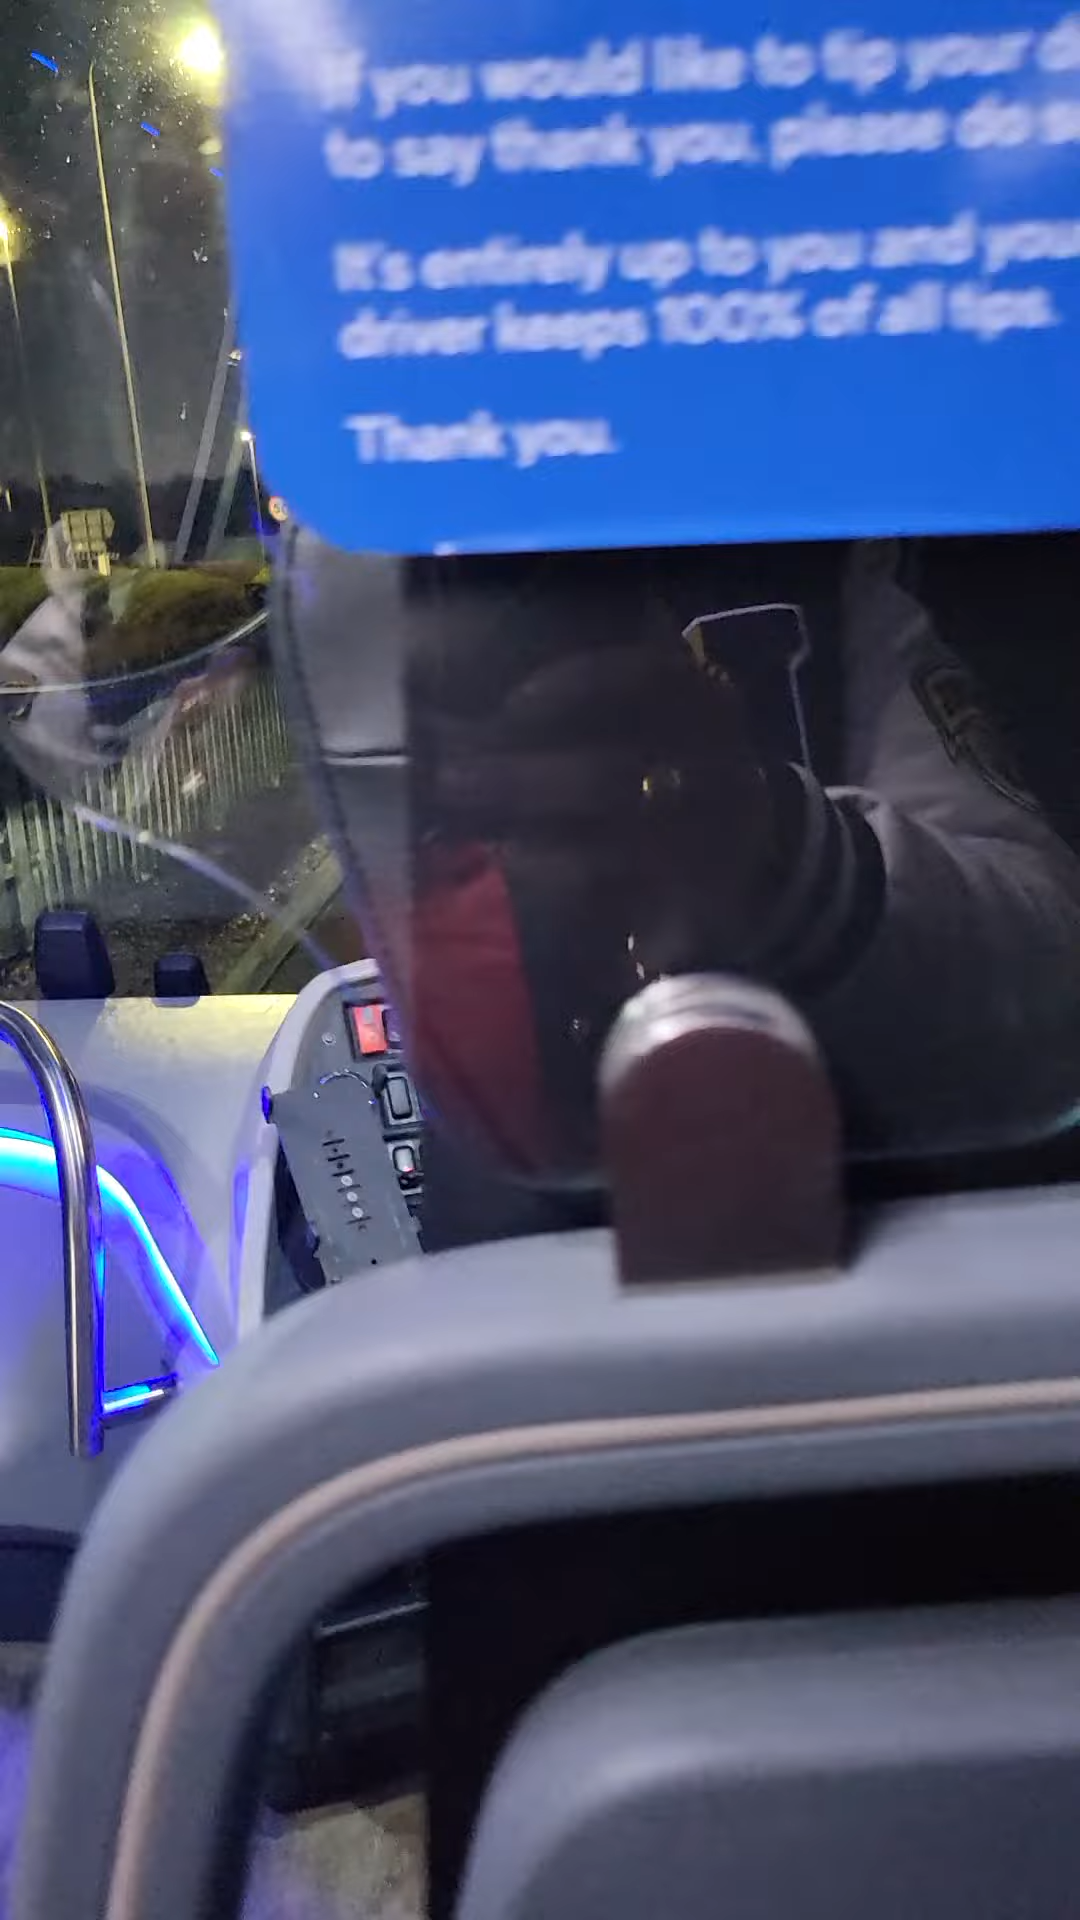 If you would like to tip your
to say thank you, please do
It's entirely up to you and your
driver keeps 100% of all tips.
Thank you.